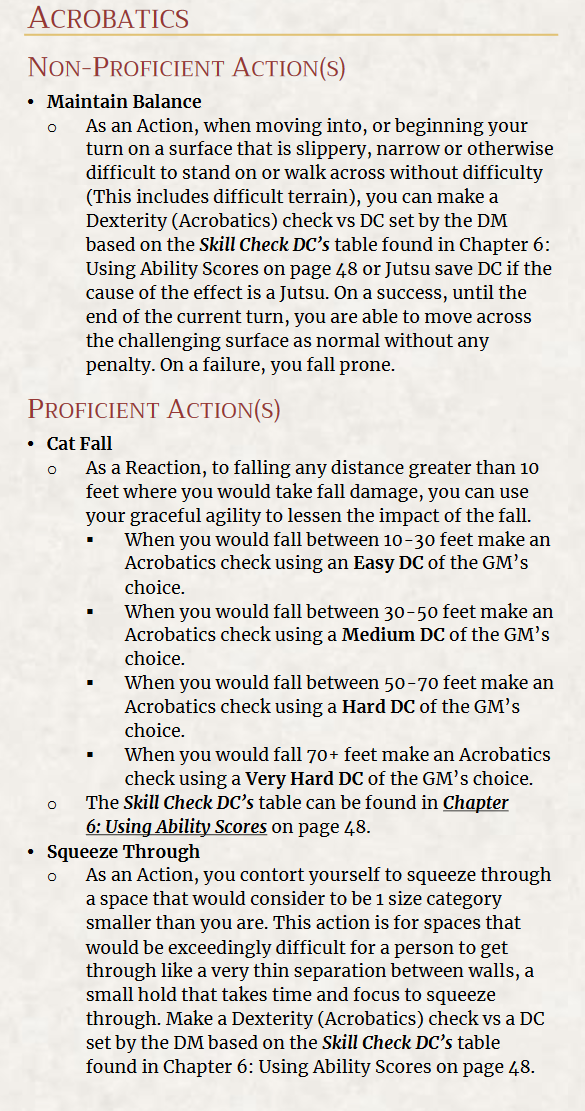 ACROBATICS
NON-PROFICIENT ACTION(S)
• Maintain Balance
o As an Action, when moving into, or beginning your
turn on a surface that is slippery, narrow or otherwise
difficult to stand on or walk across without difficulty
(This includes difficult terrain), you can make a
Dexterity (Acrobatics) check vs DC set by the DM
based on the Skill Check DC’s table found in Chapter 6:
Using Ability Scores on page 48 or Jutsu save DC if the
cause of the effect is a Jutsu. On a success, until the
end of the current turn, you are able to move across
the challenging surface as normal without any
penalty. On a failure, you fall prone.
PROFICIENT ACTION(S)
• Cat Fall
o As a Reaction, to falling any distance greater than 10
feet where you would take fall damage, you can use
your graceful agility to lessen the impact of the fall.
▪ When you would fall between 10-30 feet make an
Acrobatics check using an Easy DC of the GM’s
choice.
▪ When you would fall between 30-50 feet make an
Acrobatics check using a Medium DC of the GM’s
choice.
▪ When you would fall between 50-70 feet make an
Acrobatics check using a Hard DC of the GM’s
choice.
▪ When you would fall 70+ feet make an Acrobatics
check using a Very Hard DC of the GM’s choice.
o The Skill Check DC’s table can be found in Chapter
6: Using Ability Scores on page 48.
• Squeeze Through
o As an Action, you contort yourself to squeeze through
a space that would consider to be 1 size category
smaller than you are. This action is for spaces that
would be exceedingly difficult for a person to get
through like a very thin separation between walls, a
small hold that takes time and focus to squeeze
through. Make a Dexterity (Acrobatics) check vs a DC
set by the DM based on the Skill Check DC’s table
found in Chapter 6: Using Ability Scores on page 48.